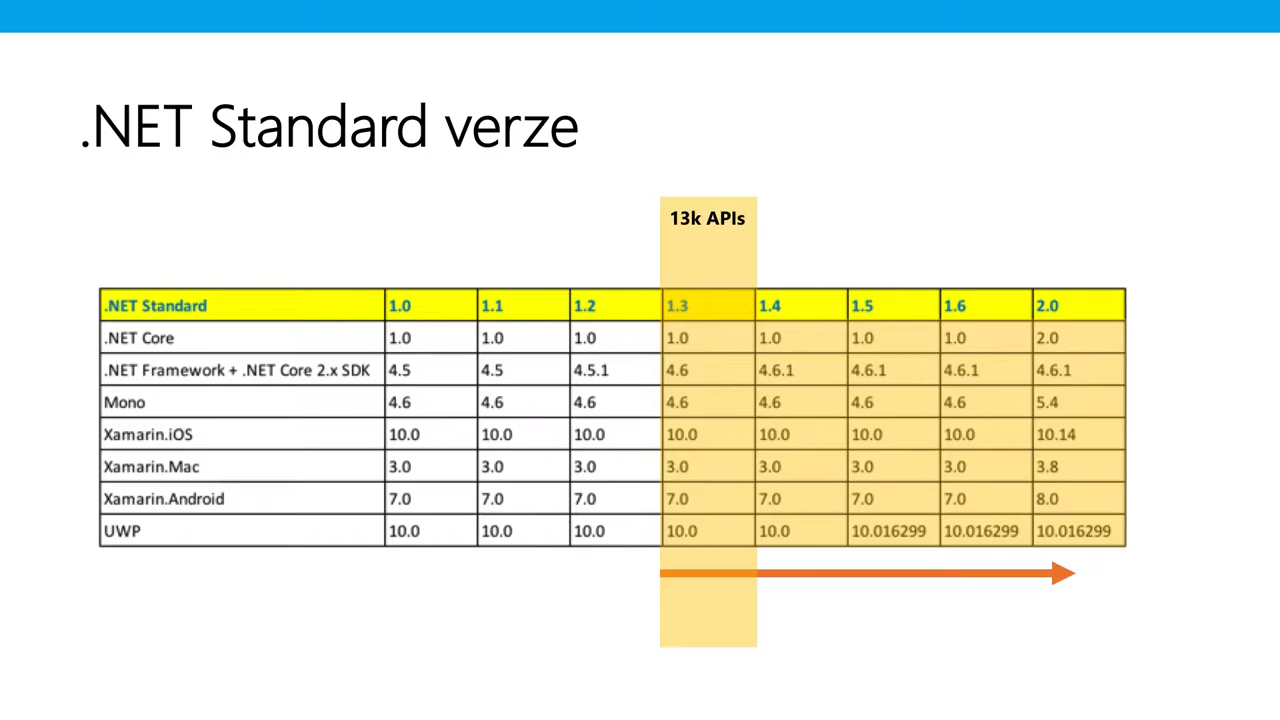 .NET Standard verze
13k APIs
.NET Standard 1.0 1.1 1.2 1.3 1.4 1.5 1.6 2.0
.NET Core 1.0 1.0 1.0 1.0 1.0 1.0 1.0 2.0
.NET Framework + .NET Core 2.x SDK 4.5 4.5 4.5.1 4.6 4.6.1 4.6.1 4.6.1 4.6.1
Mono 4.6 4.6 4.6 4.6 4.6 4.6 4.6 5.4
Xamarin.iOS 10.0 10.0 10.0 10.0 10.0 10.0 10.0 10.14
Xamarin.Mac 3.0 3.0 3.0 3.0 3.0 3.0 3.0 3.8
Xamarin.Android 7.0 7.0 7.0 7.0 7.0 7.0 7.0 8.0
UWP 10.0 10.0 10.0 10.0 10.0 10.016299 10.016299 10.016299